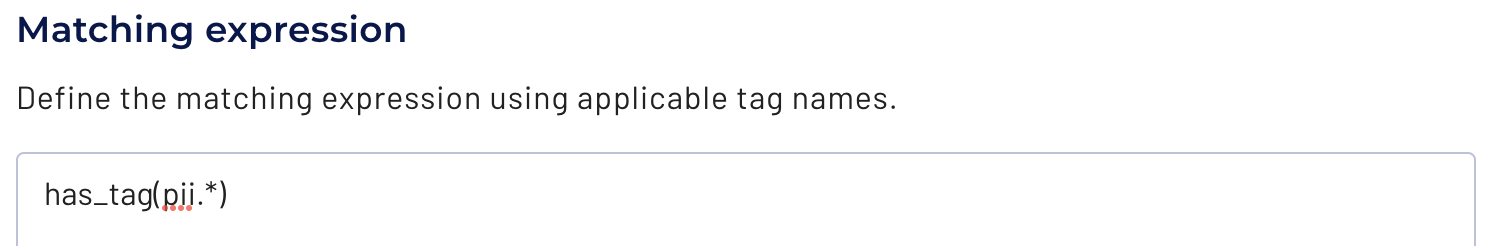 Matching expression
Define the matching expression using applicable tag names.
has_tag(pii.*)